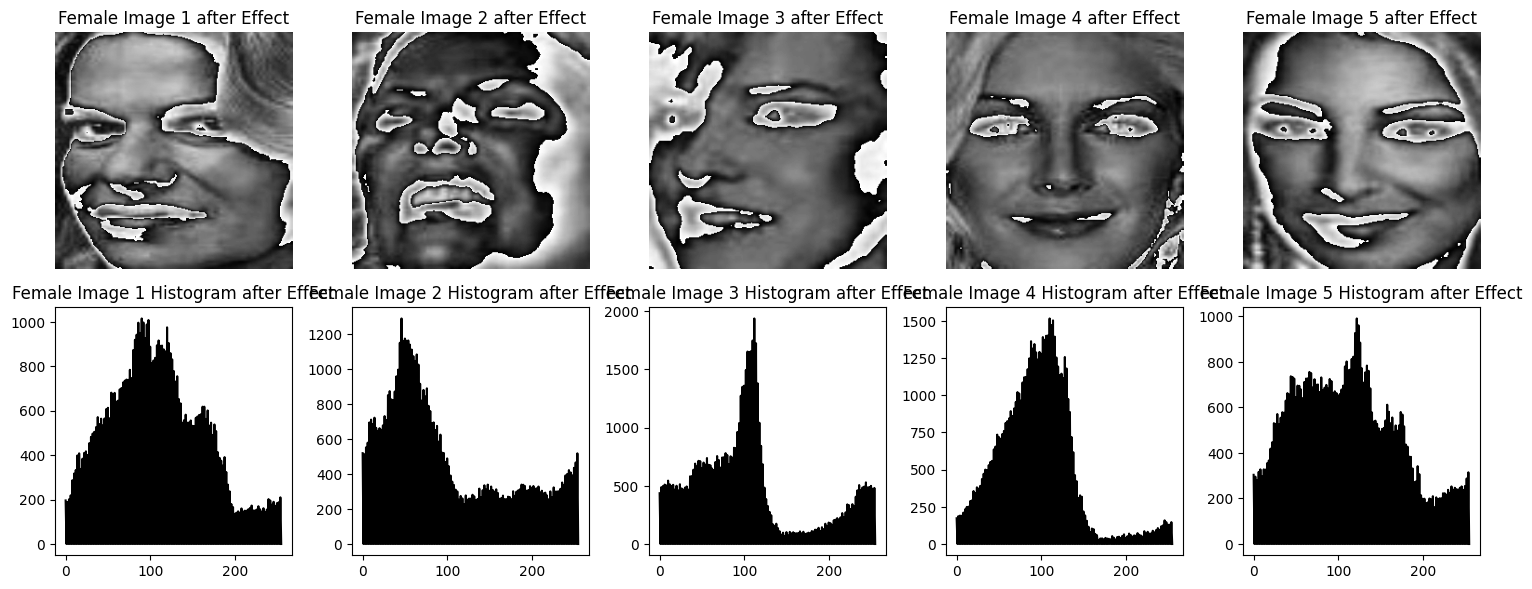 Female Image 1 after Effect
Female Image 2 after Effect
Female Image 3 after Effect
Female Image 4 after Effect
Female Image 5 after Effect
Female Image 1 Histogram after Effect
Female Image 2 Histogram after Effect
Female Image 3 Histogram after Effect
Female Image 4 Histogram after Effect
Female Image 5 Histogram after Effect
1000
800
600
400
200
0
0 100 200
1200
1000
800
600
400
200
0
0 100 200
2000
1500
1000
500
0
0 100 200
1500
1250
1000
750
500
250
0
0 100 200
1000
800
600
400
200
0
0 100 200